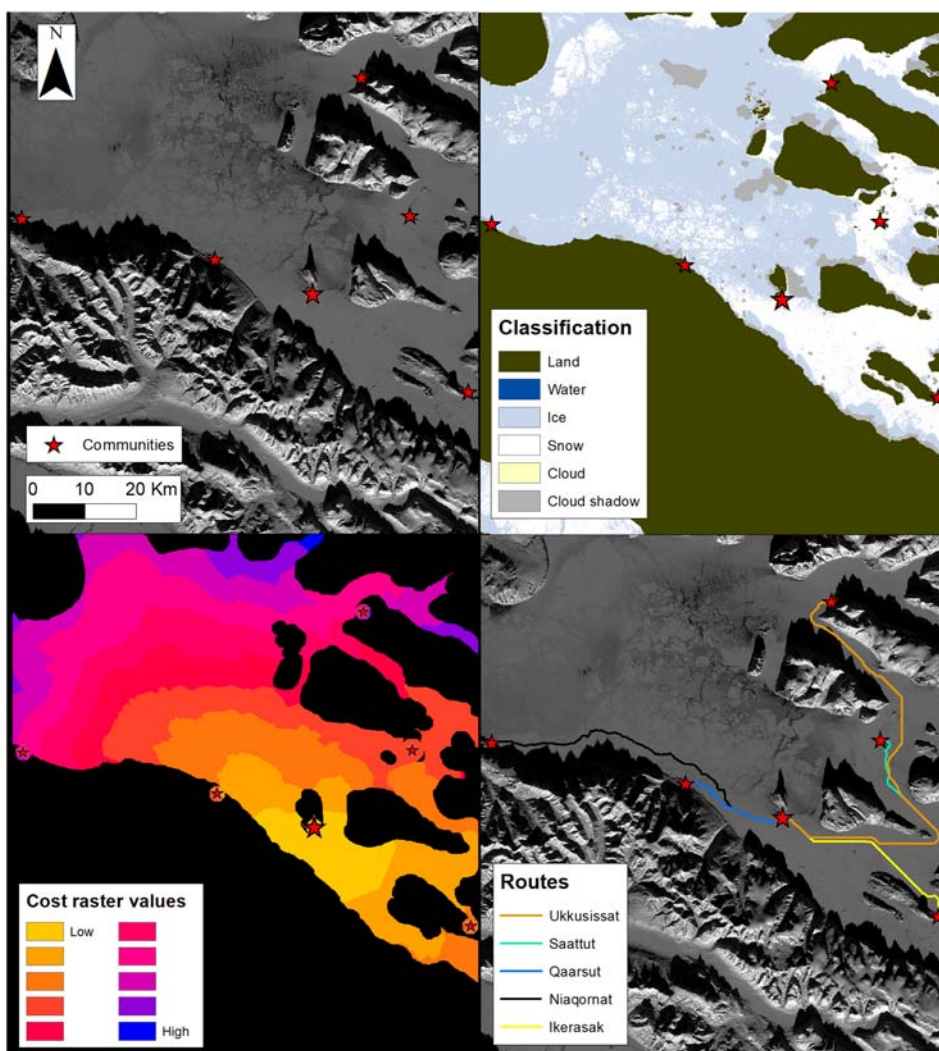 N
Communities
0 10 20 Km
Classification
Land
Water
Ice
Snow
Cloud
Cloud shadow
Cost raster values
Low
High
Routes
Ukkusissat
Saattut
Qaarsut
Niaqornat
Ikerasak